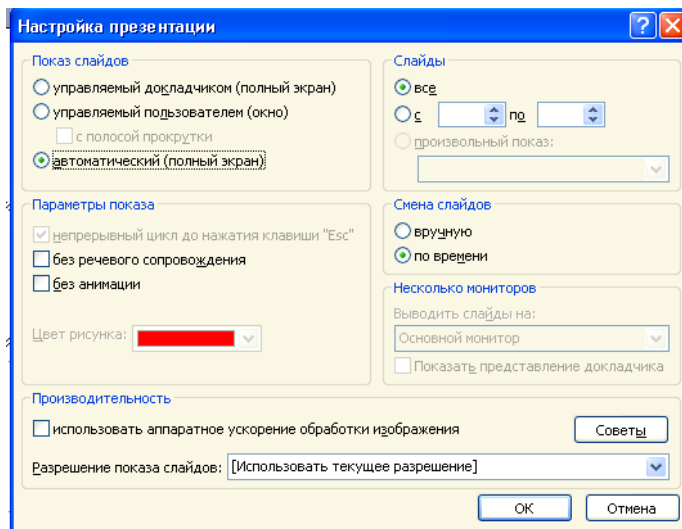 Настройка презентации
Показ слайдов
управляемый докладчиком (полный экран)
управляемый пользователем (окно)
с полосой прокрутки
автоматический (полный экран)
Слайды
все
с по
произвольный показ:
Параметры показа
непрерывный цикл до нажатия клавиши "Esc"
без речевого сопровождения
без анимации
Цвет рисунка:
Смена слайдов
вручную
по времени
Несколько мониторов
Выводить слайды на:
Основной монитор
Показать представление докладчика
Производительность
использовать аппаратное ускорение обработки изображения
Советы
Разрешение показа слайдов: [Использовать текущее разрешение]
ОК Отмена